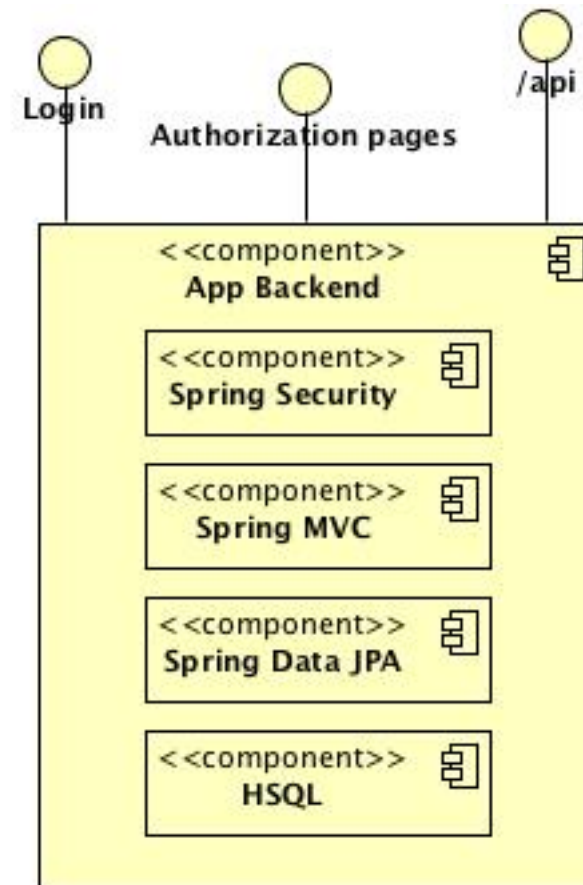 Login
Authorization pages
/api
<<component>>
App Backend
<<component>>
Spring Security
<<component>>
Spring MVC
<<component>>
Spring Data JPA
<<component>>
HSQL